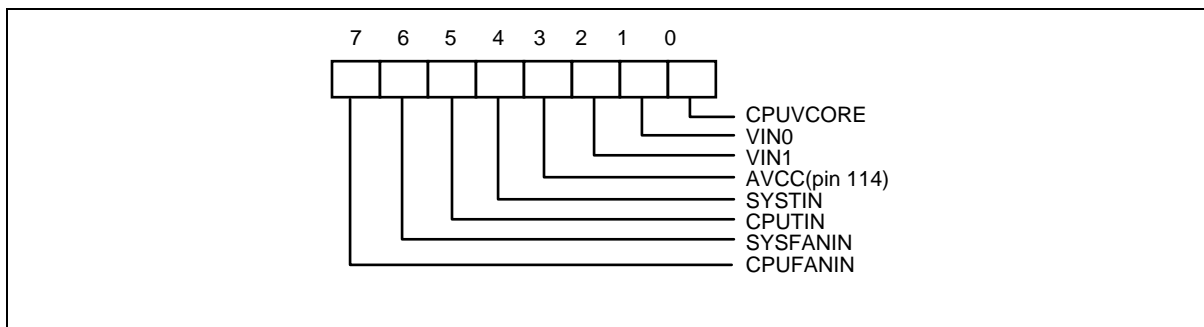 7 6 5 4 3 2 1 0
CPUVCORE
VIN0
VIN1
AVCC(pin 114)
SYSTIN
CPUTIN
SYSFANIN
CPUFANIN